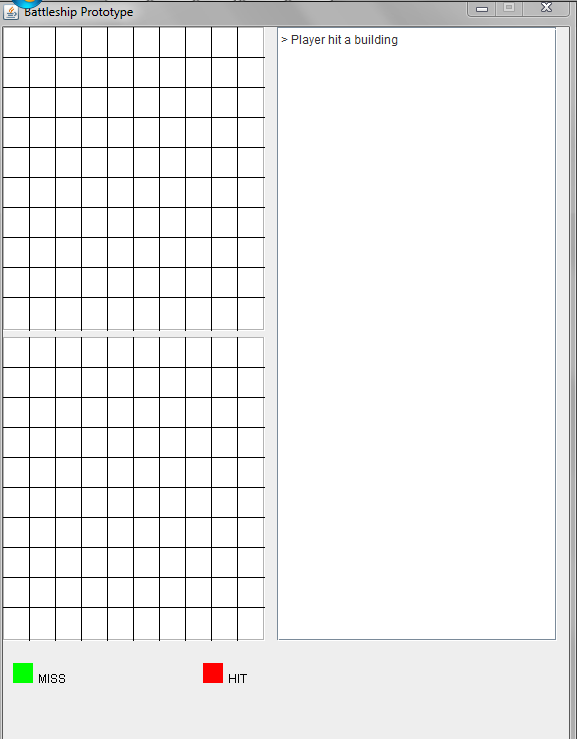 Battleship Prototype
> Player hit a building
MISS
HIT